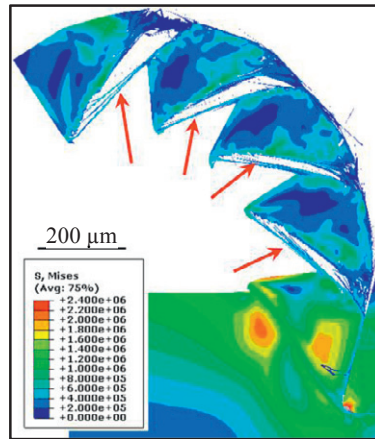 200 μm
S, Mises
(Avg: 75%)
+2.400e+06
+2.200e+06
+2.000e+06
+1.800e+06
+1.600e+06
+1.400e+06
+1.200e+06
+1.000e+06
+8.000e+05
+6.000e+05
+4.000e+05
+2.000e+05
+0.000e+00